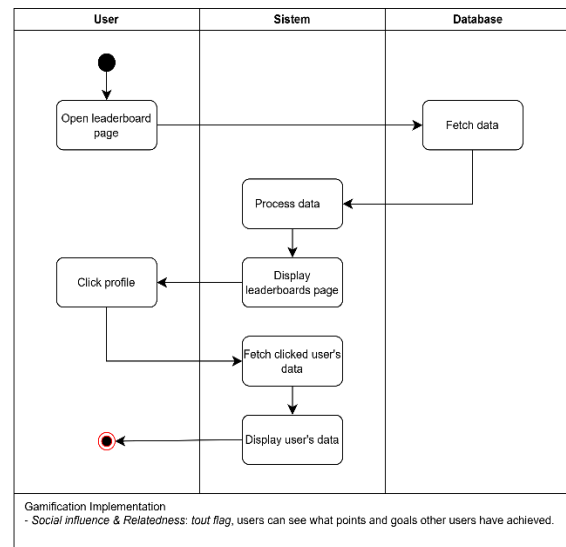 User Sistem Database
Open leaderboard
page
Fetch data
Process data
Display
leaderboards page
Click profile
Fetch clicked user's
data
Display user's data
Gamification Implementation
- Social influence & Relatedness: tout flag, users can see what points and goals other users have achieved.